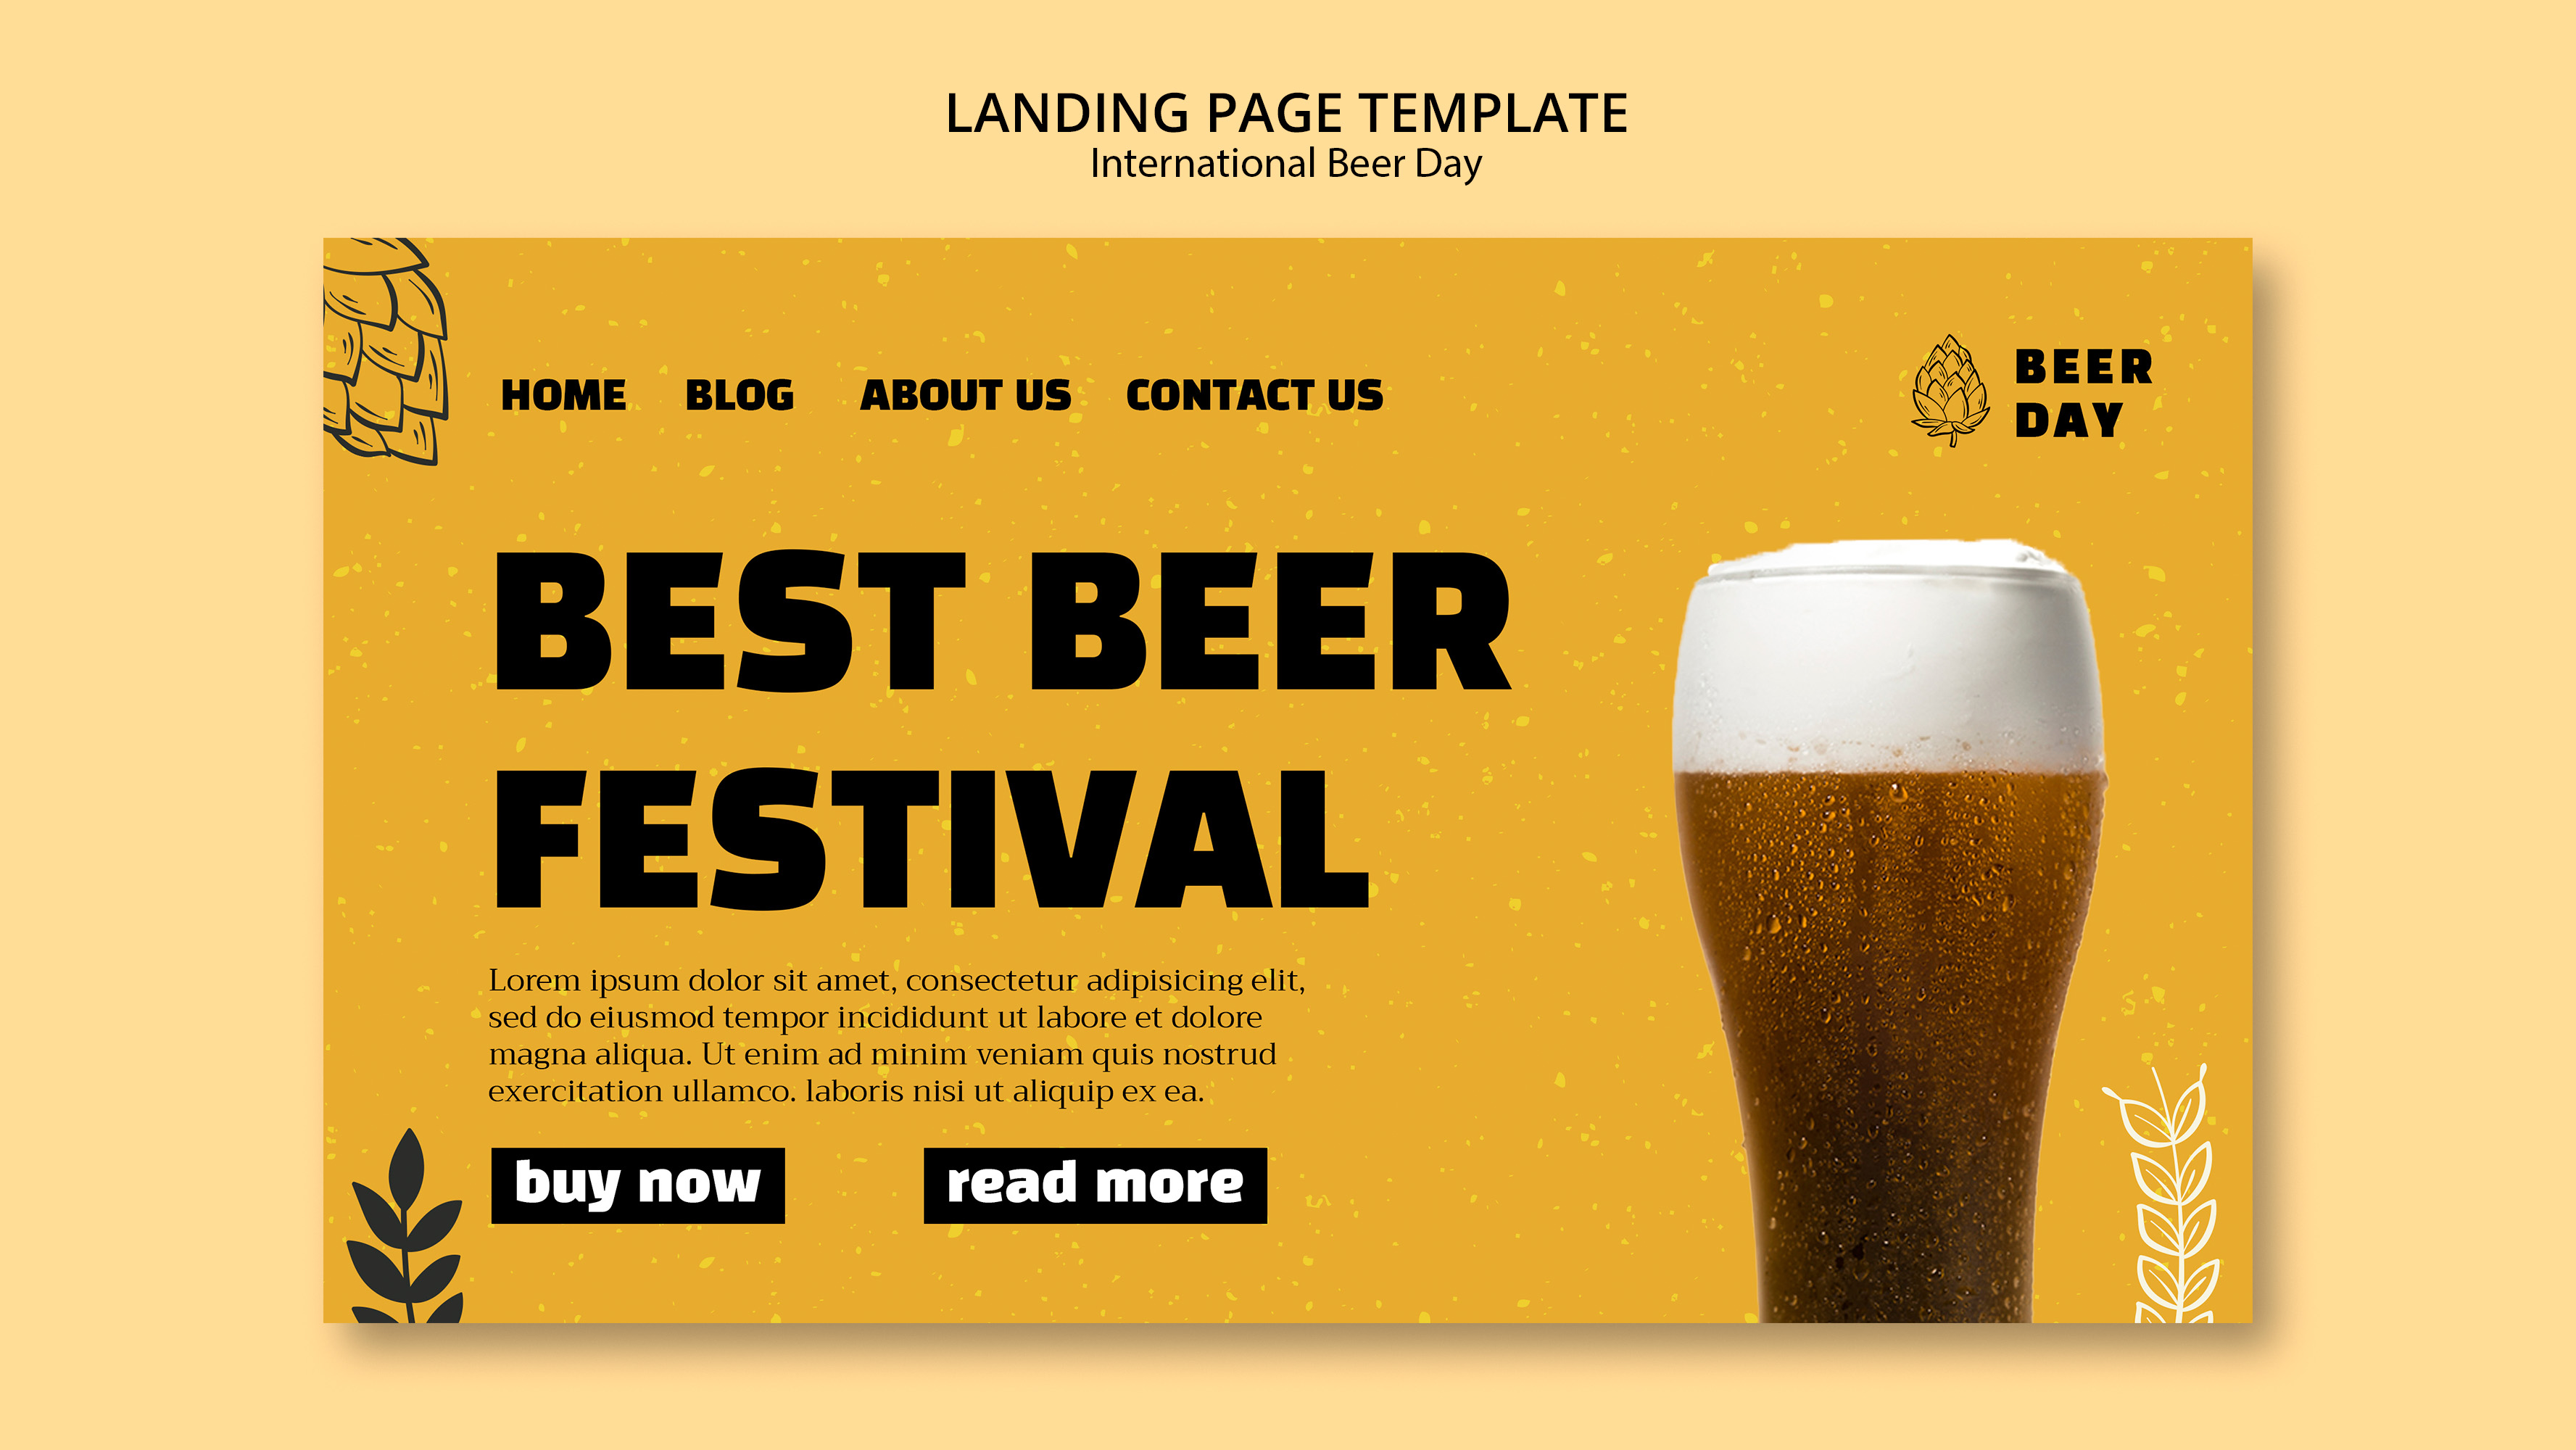 LANDING PAGE TEMPLATE
International Beer Day
HOME BLOG ABOUT US CONTACT US
BEER
DAY
BEST BEER
FESTIVAL
Lorem ipsum dolor sit amet, consectetur adipisicing elit,
sed do eiusmod tempor incididunt ut labore et dolore
magna aliqua. Ut enim ad minim veniam quis nostrud
exercitation ullamco. laboris nisi ut aliquip ex ea.
buy now read more